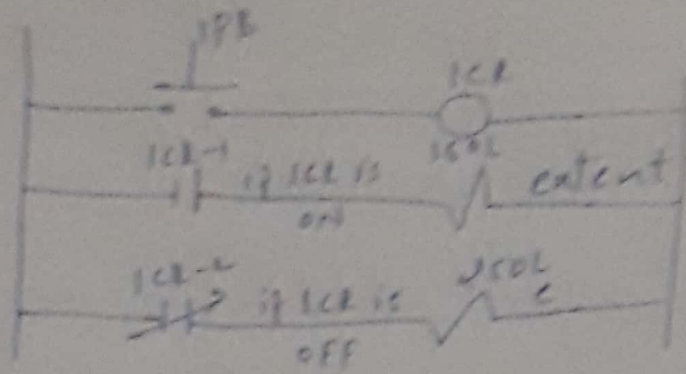 1PB
1CR
1CR-1 if 1CR is ON 1SOL extent
1CR-2 if 1CR is OFF 2SOL